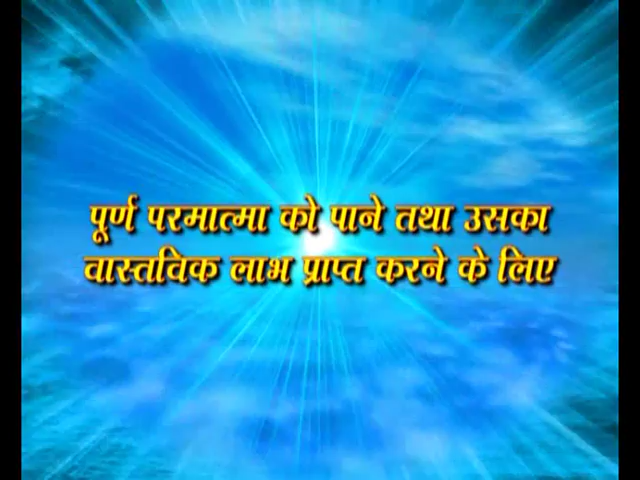 पूर्ण परमात्मा को पाने तथा उसका
वास्तविक लाभ प्राप्त करने के लिए